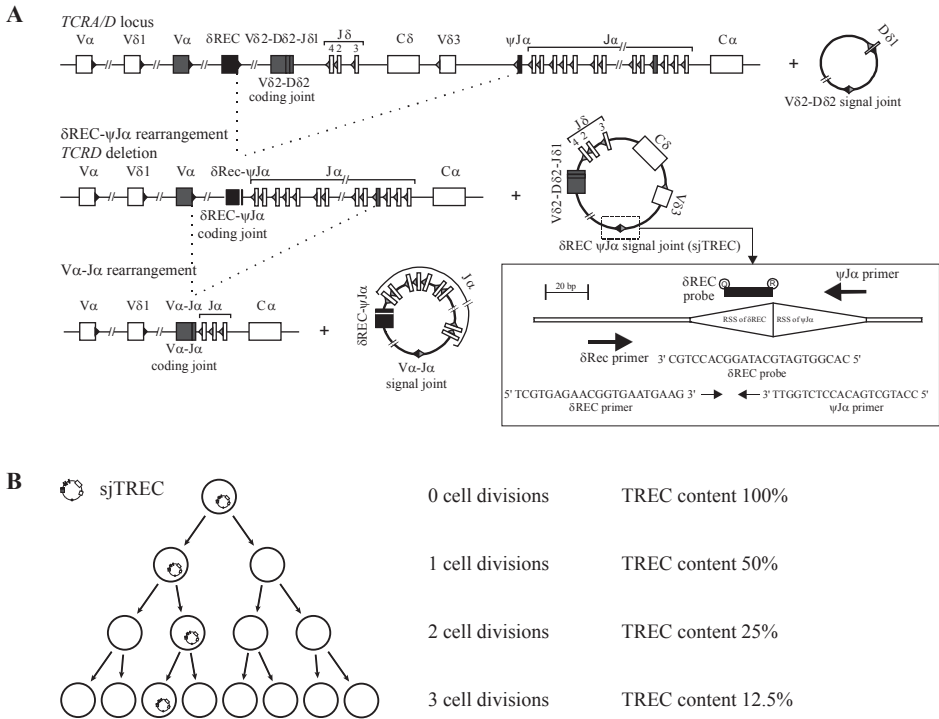 A
TCRA/D locus
Vα Vδ1 Vα δREC Vδ2-Dδ2-Jδ1 Jδ Cδ Vδ3 ψJα Jα Cα Dδ1
4 2 3
+
Vδ2-Dδ2
coding joint
Vδ2-Dδ2
signal joint
δREC-ψJα rearrangement
TCRD deletion
Vα Vδ1 Vα δRec-ψJα Jα Cα
δREC-ψJα
coding joint
+
Jδ
4 2 3
Cδ
Vδ3
Vδ2-Dδ2-Jδ1
δREC ψJα signal joint (sjTREC)
Vα-Jα rearrangement
Vα Vδ1 Vα-Jα Jα Cα
Vα-Jα
coding joint
+
Jα
δREC-ψJα
Vα-Jα
signal joint
20 bp
δREC
probe
Q R
ψJα primer
RSS of δREC RSS of ψJα
δRec primer
3' CGTCCACGGATACGTAGTGGCAC 5'
δREC probe
5' TCGTGAGAACGGTGAATGAAG 3'
δREC primer
3' TTGGTCTCCACAGTCGTACC 5'
ψJα primer
B
sjTREC
0 cell divisions TREC content 100%
1 cell divisions TREC content 50%
2 cell divisions TREC content 25%
3 cell divisions TREC content 12.5%